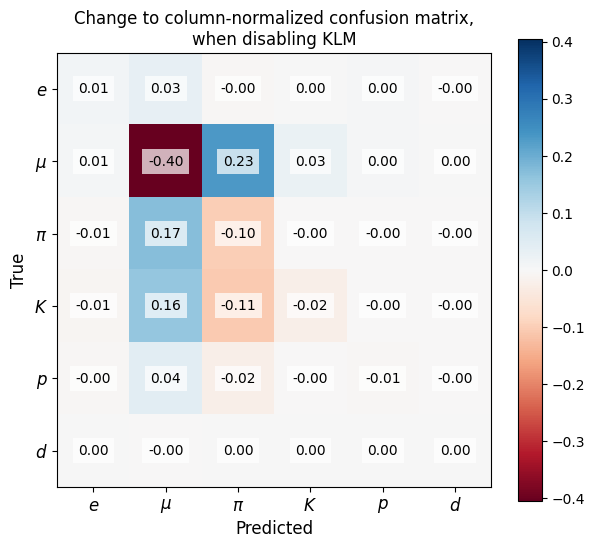 Change to column-normalized confusion matrix,
when disabling KLM
True
e 0.01 0.03 -0.00 0.00 0.00 -0.00
μ 0.01 -0.40 0.23 0.03 0.00 0.00
π -0.01 0.17 -0.10 -0.00 -0.00 -0.00
K -0.01 0.16 -0.11 -0.02 -0.00 -0.00
p -0.00 0.04 -0.02 -0.00 -0.01 -0.00
d 0.00 -0.00 0.00 0.00 0.00 0.00
e μ π K p d
Predicted
0.4
0.3
0.2
0.1
0.0
−0.1
−0.2
−0.3
−0.4